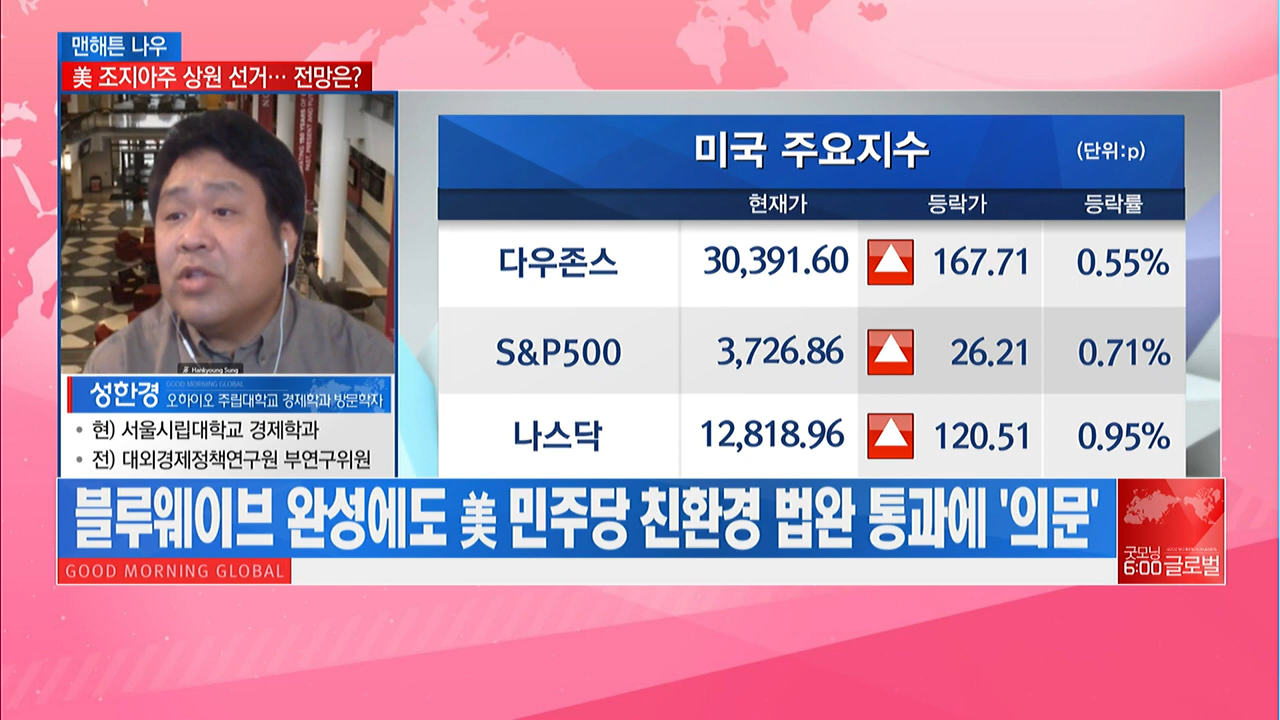 맨해튼 나우
美 조지아주 상원 선거… 전망은?
Hankyoung Sung
성한경
GOOD MORNING GLOBAL
오하이오 주립대학교 경제학과 방문학자
• 현) 서울시립대학교 경제학과
• 전) 대외경제정책연구원 부연구위원
미국 주요지수 (단위:p)
현재가 등락가 등락률
다우존스 30,391.60 ▲ 167.71 0.55%
S&P500 3,726.86 ▲ 26.21 0.71%
나스닥 12,818.96 ▲ 120.51 0.95%
블루웨이브 완성에도 美 민주당 친환경 법완 통과에 '의문'
GOOD MORNING GLOBAL
굿모닝
6:00 글로벌